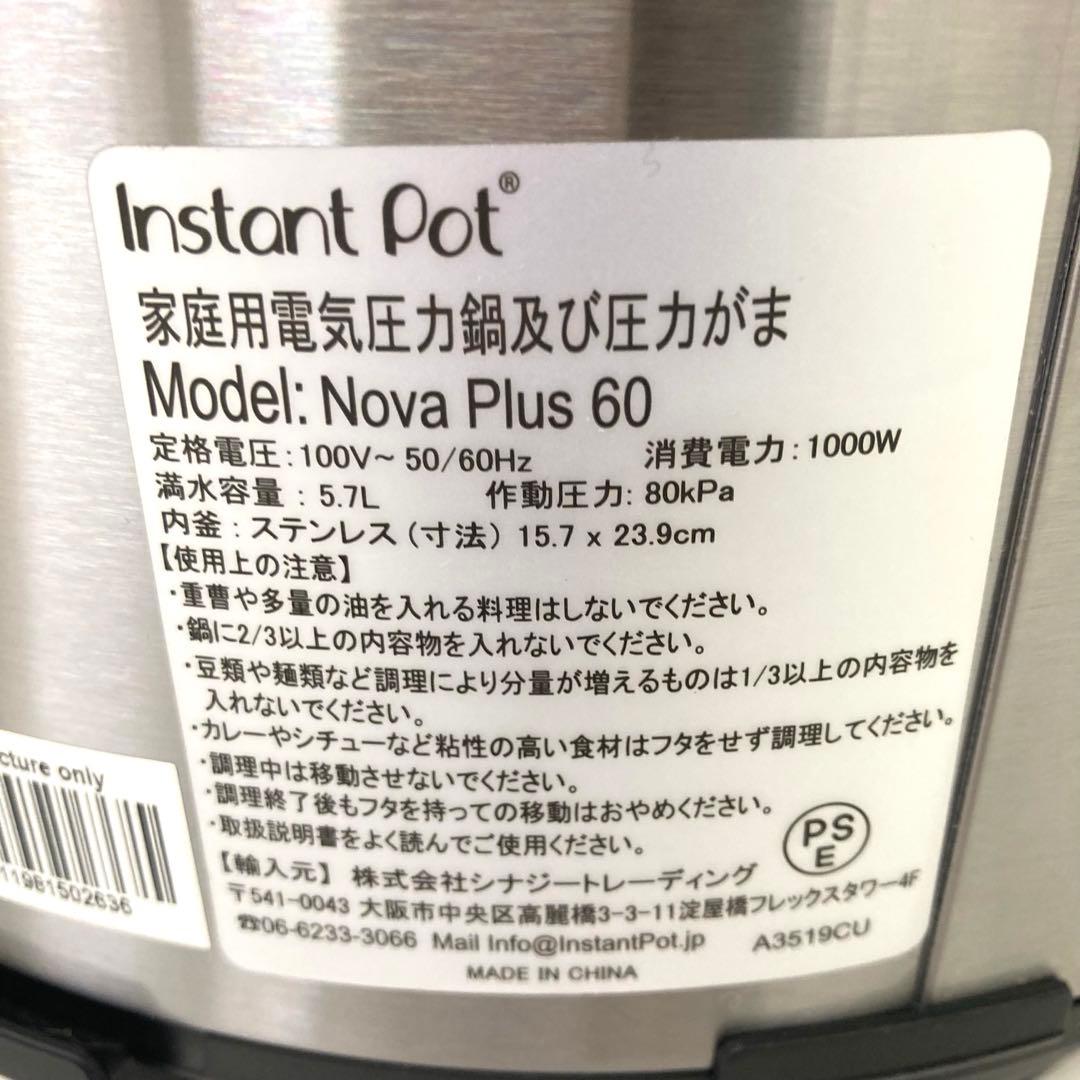 Instant Pot®
家庭用電気圧力鍋及び圧力がま
Model: Nova Plus 60
定格電圧:100V~ 50/60Hz 消費電力:1000W
満水容量 : 5.7L 作動圧力: 80kPa
内釜 : ステンレス (寸法) 15.7 x 23.9cm
【使用上の注意】
・重曹や多量の油を入れる料理はしないでください。
・鍋に2/3以上の内容物を入れないでください。
・豆類や麺類など調理により分量が増えるものは1/3以上の内容物を
入れないでください。
・カレーやシチューなど粘性の高い食材はフタをせず調理してください。
・調理中は移動させないでください。
・調理終了後もフタを持っての移動はおやめください。
・取扱説明書をよく読んでご使用ください。
PSE
【輸入元】 株式会社シナジートレーディング
〒541-0043 大阪市中央区高麗橋3-3-11淀屋橋フレックスタワー4F
☎06-6233-3066 Mail Info@InstantPot.jp A3519CU
MADE IN CHINA
only
11981502636